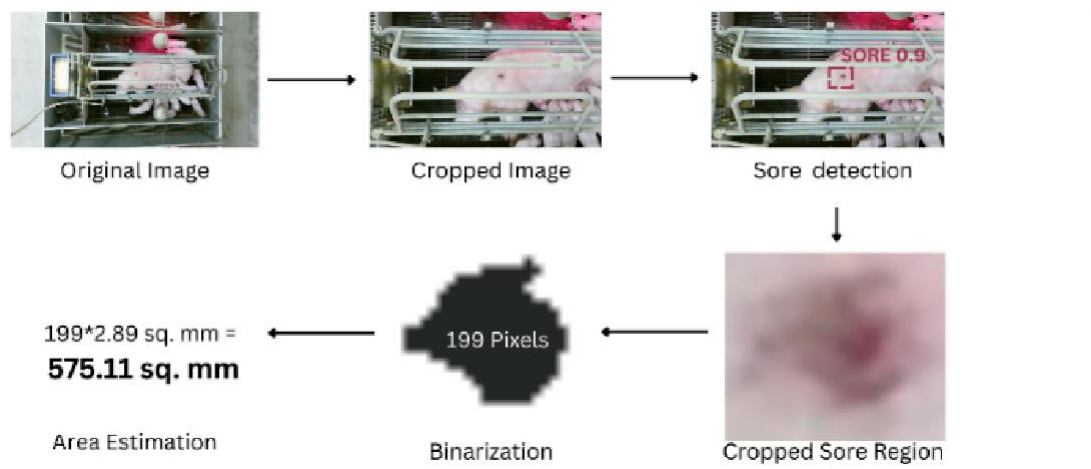 SORE 0.9
Original Image
Cropped Image
Sore detection
199*2.89 sq. mm =
575.11 sq. mm
199 Pixels
Area Estimation
Binarization
Cropped Sore Region